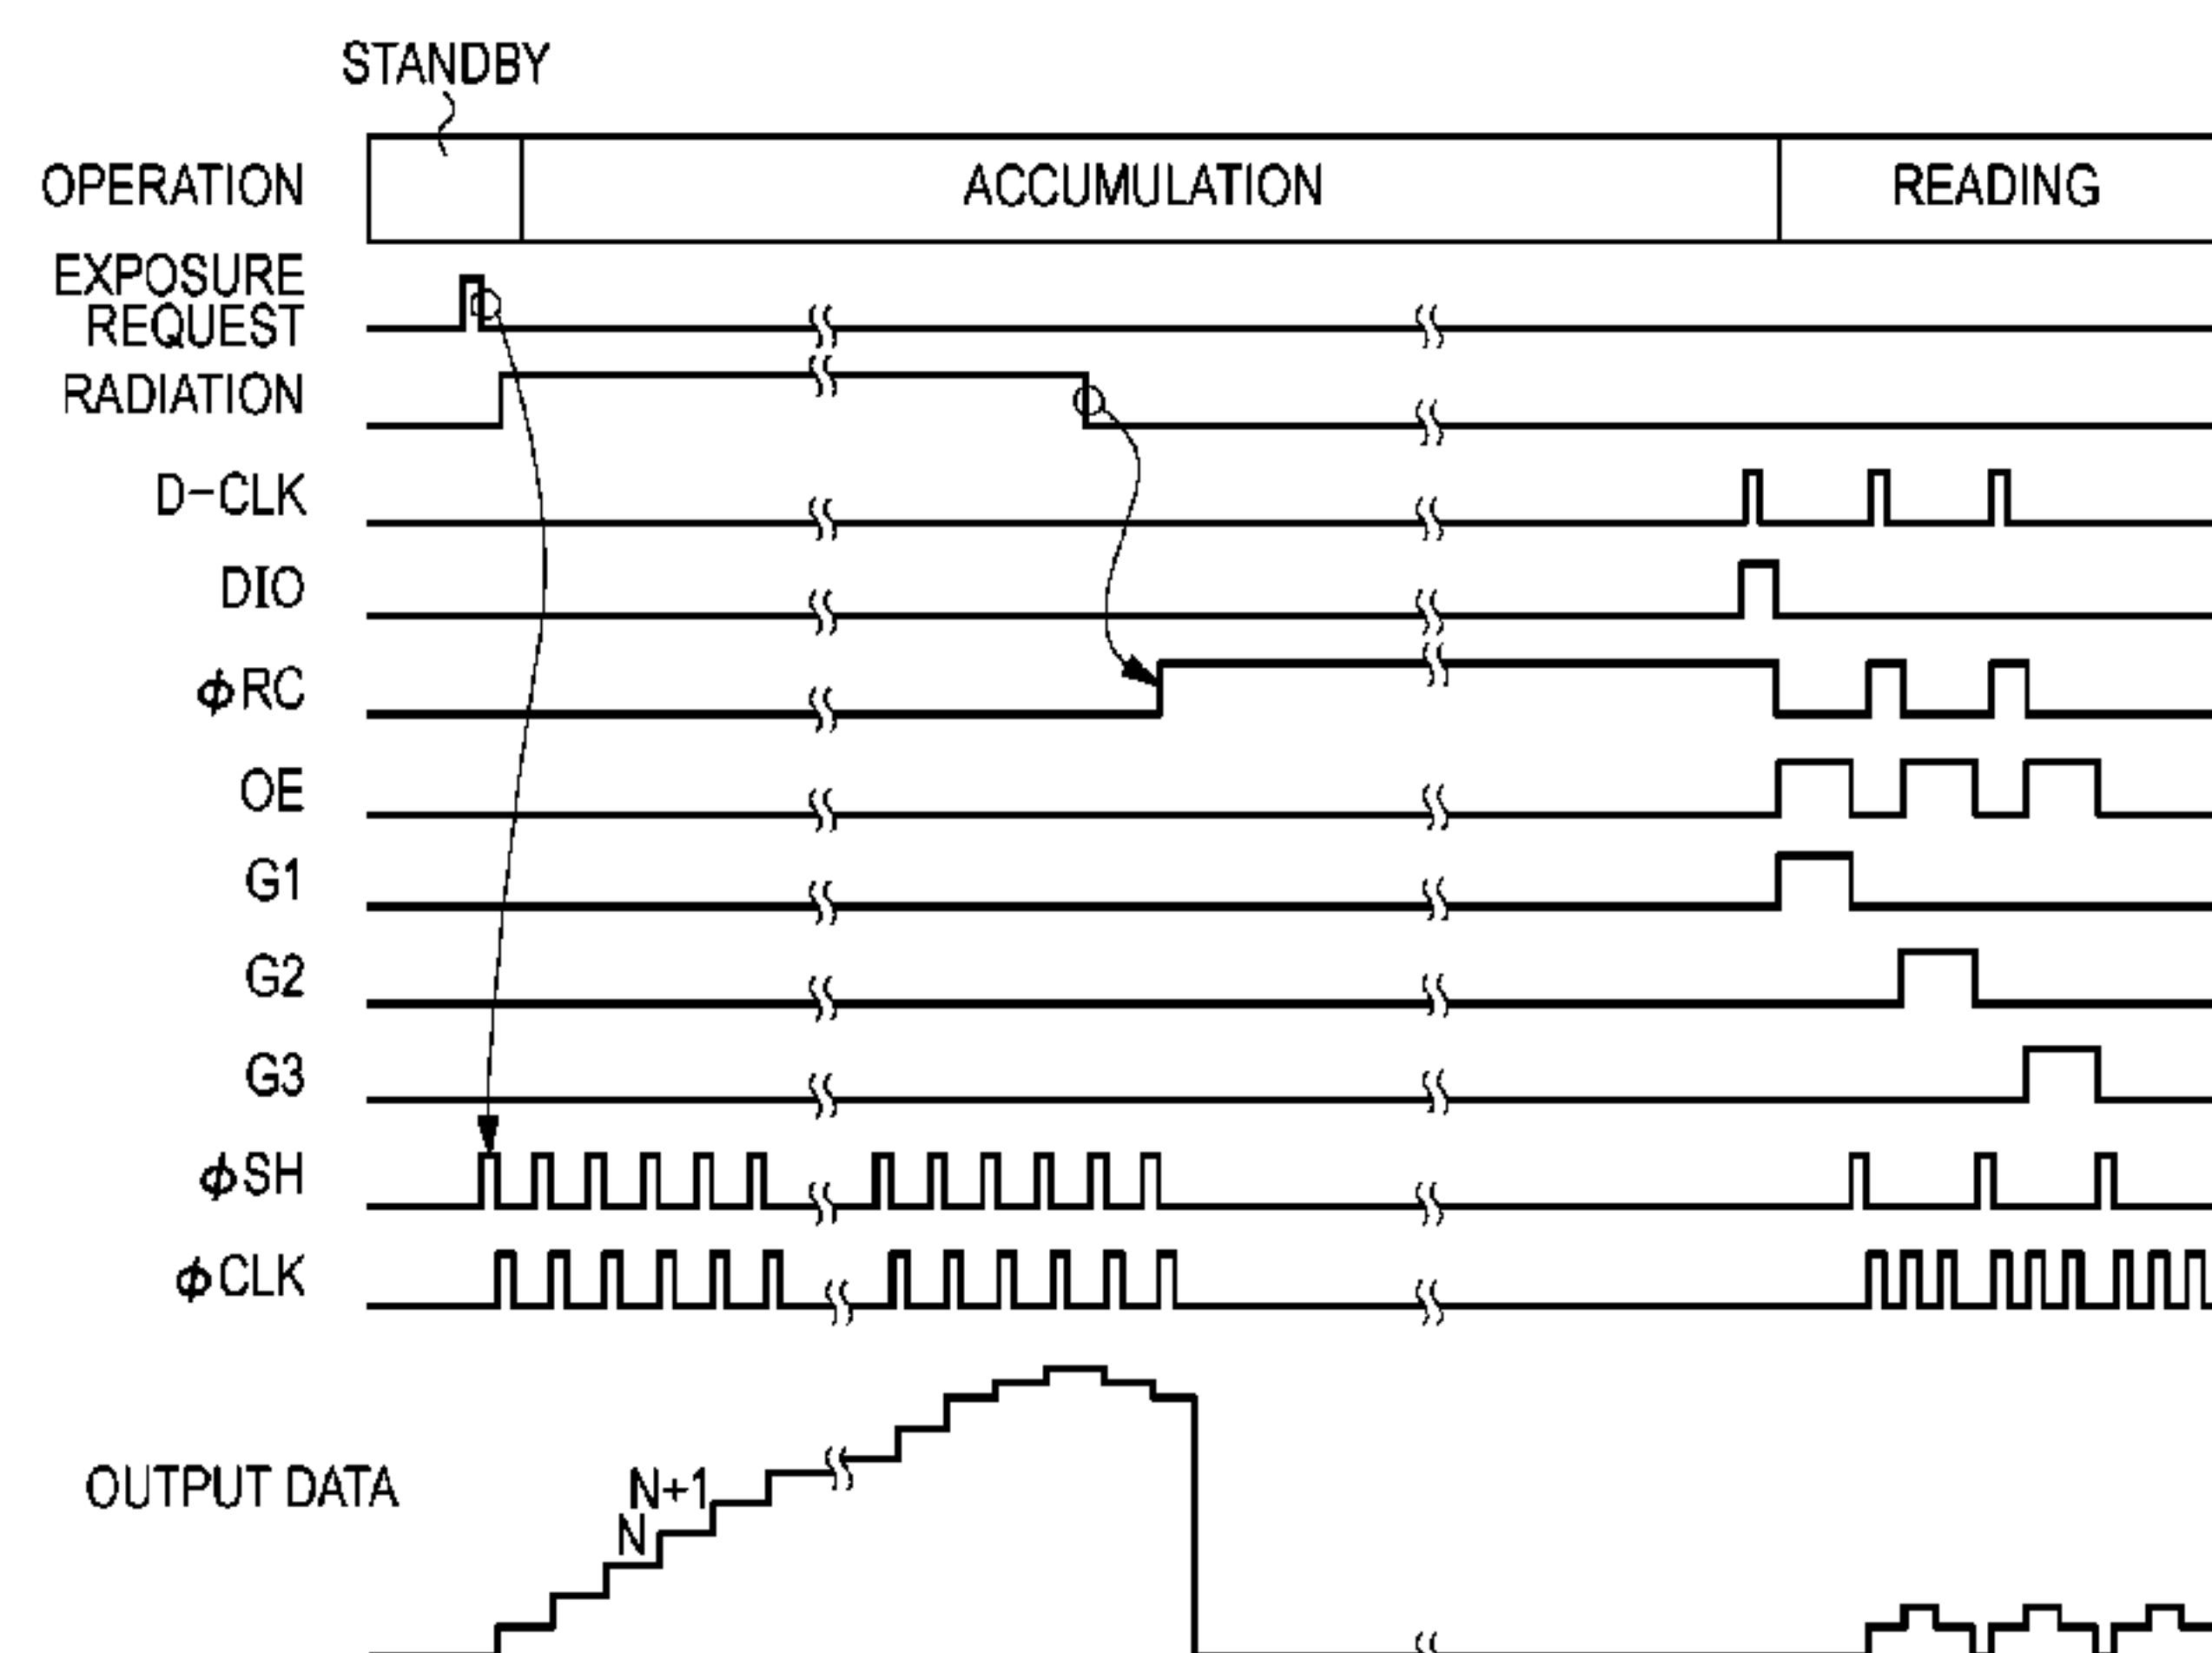 STANDBY
OPERATION ACCUMULATION READING
EXPOSURE
REQUEST
RADIATION
D-CLK
DIO
ϕRC
OE
G1
G2
G3
ϕSH
ϕCLK
N+1
OUTPUT DATA
N